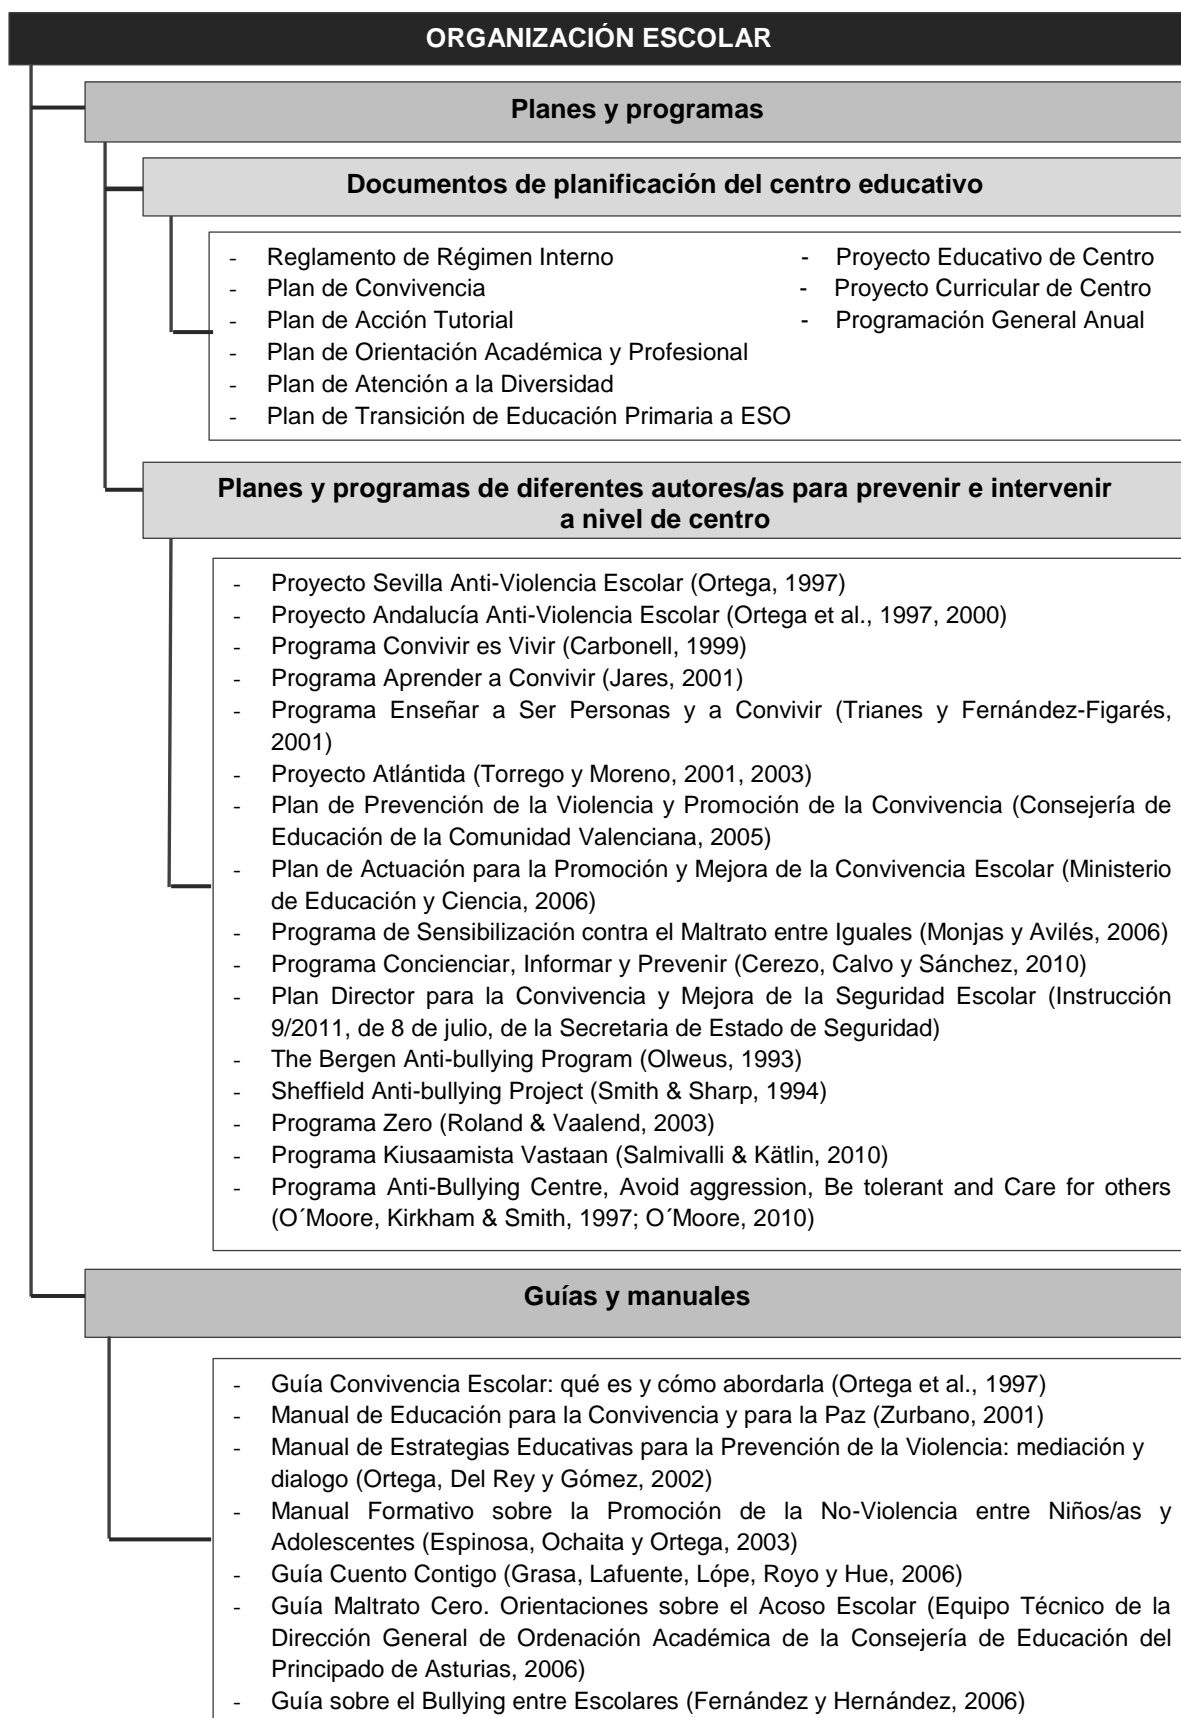 ORGANIZACIÓN ESCOLAR
Planes y programas
Documentos de planificación del centro educativo
- Reglamento de Régimen Interno - Proyecto Educativo de Centro
- Plan de Convivencia - Proyecto Curricular de Centro
- Plan de Acción Tutorial - Programación General Anual
- Plan de Orientación Académica y Profesional
- Plan de Atención a la Diversidad
- Plan de Transición de Educación Primaria a ESO
Planes y programas de diferentes autores/as para prevenir e intervenir
a nivel de centro
- Proyecto Sevilla Anti-Violencia Escolar (Ortega, 1997)
- Proyecto Andalucía Anti-Violencia Escolar (Ortega et al., 1997, 2000)
- Programa Convivir es Vivir (Carbonell, 1999)
- Programa Aprender a Convivir (Jares, 2001)
- Programa Enseñar a Ser Personas y a Convivir (Trianes y Fernández-Figarés,
2001)
- Proyecto Atlántida (Torrego y Moreno, 2001, 2003)
- Plan de Prevención de la Violencia y Promoción de la Convivencia (Consejería de
Educación de la Comunidad Valenciana, 2005)
- Plan de Actuación para la Promoción y Mejora de la Convivencia Escolar (Ministerio
de Educación y Ciencia, 2006)
- Programa de Sensibilización contra el Maltrato entre Iguales (Monjas y Avilés, 2006)
- Programa Concienciar, Informar y Prevenir (Cerezo, Calvo y Sánchez, 2010)
- Plan Director para la Convivencia y Mejora de la Seguridad Escolar (Instrucción
9/2011, de 8 de julio, de la Secretaria de Estado de Seguridad)
- The Bergen Anti-bullying Program (Olweus, 1993)
- Sheffield Anti-bullying Project (Smith & Sharp, 1994)
- Programa Zero (Roland & Vaalend, 2003)
- Programa Kiusaamista Vastaan (Salmivalli & Kätlin, 2010)
- Programa Anti-Bullying Centre, Avoid aggression, Be tolerant and Care for others
(O´Moore, Kirkham & Smith, 1997; O´Moore, 2010)
Guías y manuales
- Guía Convivencia Escolar: qué es y cómo abordarla (Ortega et al., 1997)
- Manual de Educación para la Convivencia y para la Paz (Zurbano, 2001)
- Manual de Estrategias Educativas para la Prevención de la Violencia: mediación y
dialogo (Ortega, Del Rey y Gómez, 2002)
- Manual Formativo sobre la Promoción de la No-Violencia entre Niños/as y
Adolescentes (Espinosa, Ochaita y Ortega, 2003)
- Guía Cuento Contigo (Grasa, Lafuente, Lópe, Royo y Hue, 2006)
- Guía Maltrato Cero. Orientaciones sobre el Acoso Escolar (Equipo Técnico de la
Dirección General de Ordenación Académica de la Consejería de Educación del
Principado de Asturias, 2006)
- Guía sobre el Bullying entre Escolares (Fernández y Hernández, 2006)